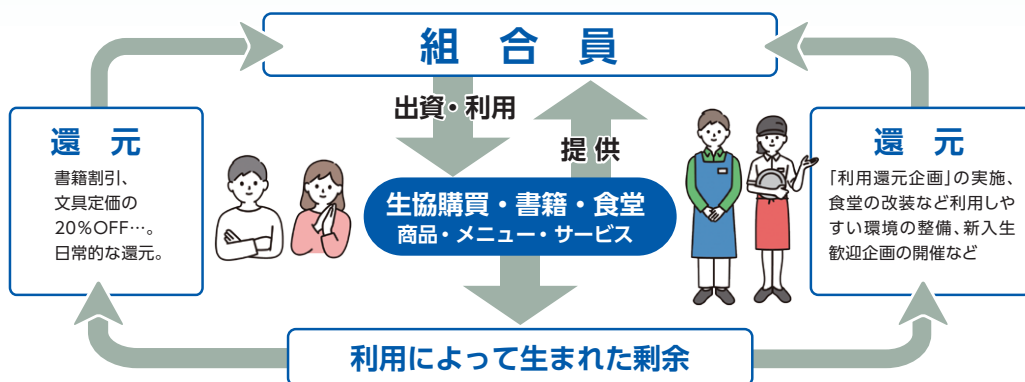 組合員
出資・利用
提供
還元
書籍割引、
文具定価の
20%OFF…。
日常的な還元。
生協購買・書籍・食堂
商品・メニュー・サービス
還元
「利用還元企画」の実施、
食堂の改装など利用しや
すい環境の整備、新入生
歓迎企画の開催など
利用によって生まれた剰余